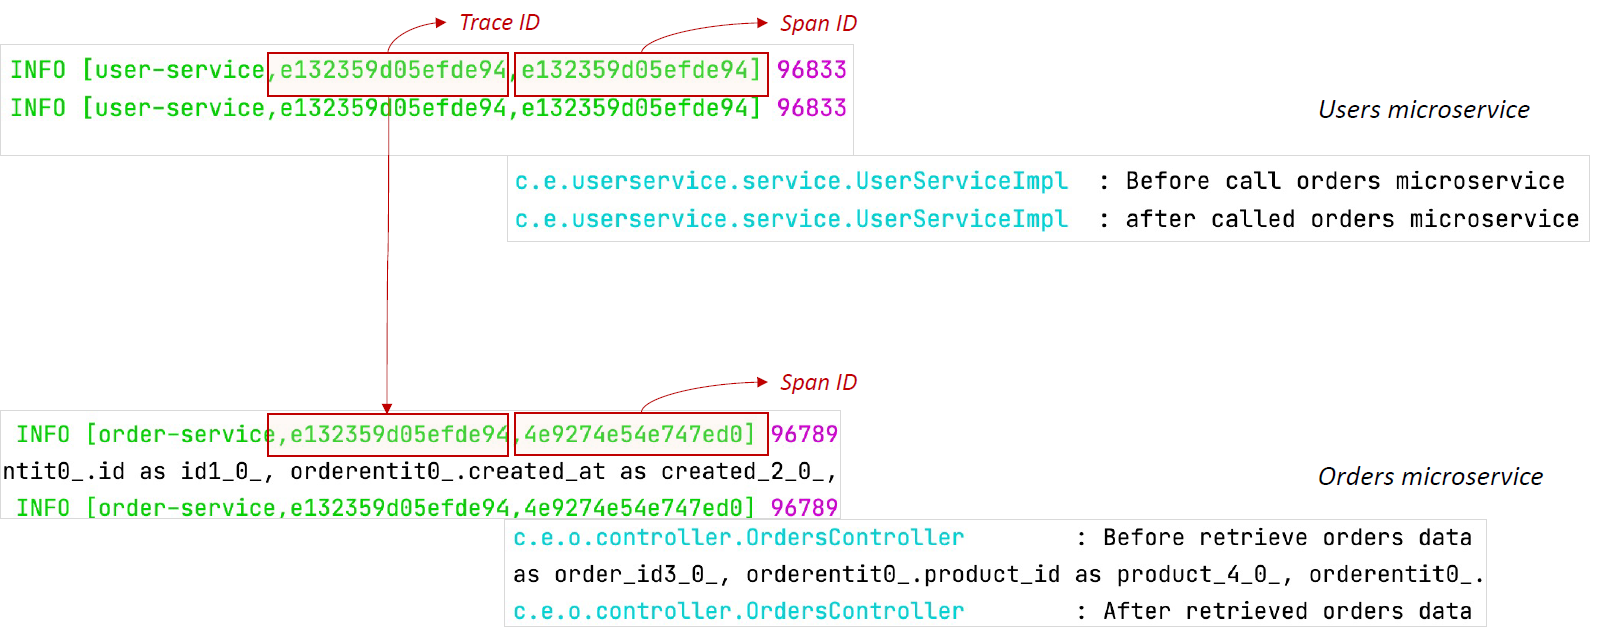 Trace ID
Span ID
INFO [user-service,e132359d05efde94,e132359d05efde94] 96833
INFO [user-service,e132359d05efde94,e132359d05efde94] 96833
Users microservice
c.e.userservice.service.UserServiceImpl : Before call orders microservice
c.e.userservice.service.UserServiceImpl : after called orders microservice
Span ID
INFO [order-service,e132359d05efde94,4e9274e54e747ed0] 96789
ntit0_.id as id1_0_, orderentit0_.created_at as created_2_0_,
Orders microservice
INFO [order-service,e132359d05efde94,4e9274e54e747ed0] 96789
c.e.o.controller.OrdersController : Before retrieve orders data
as order_id3_0_, orderentit0_.product_id as product_4_0_, orderentit0_.
c.e.o.controller.OrdersController : After retrieved orders data